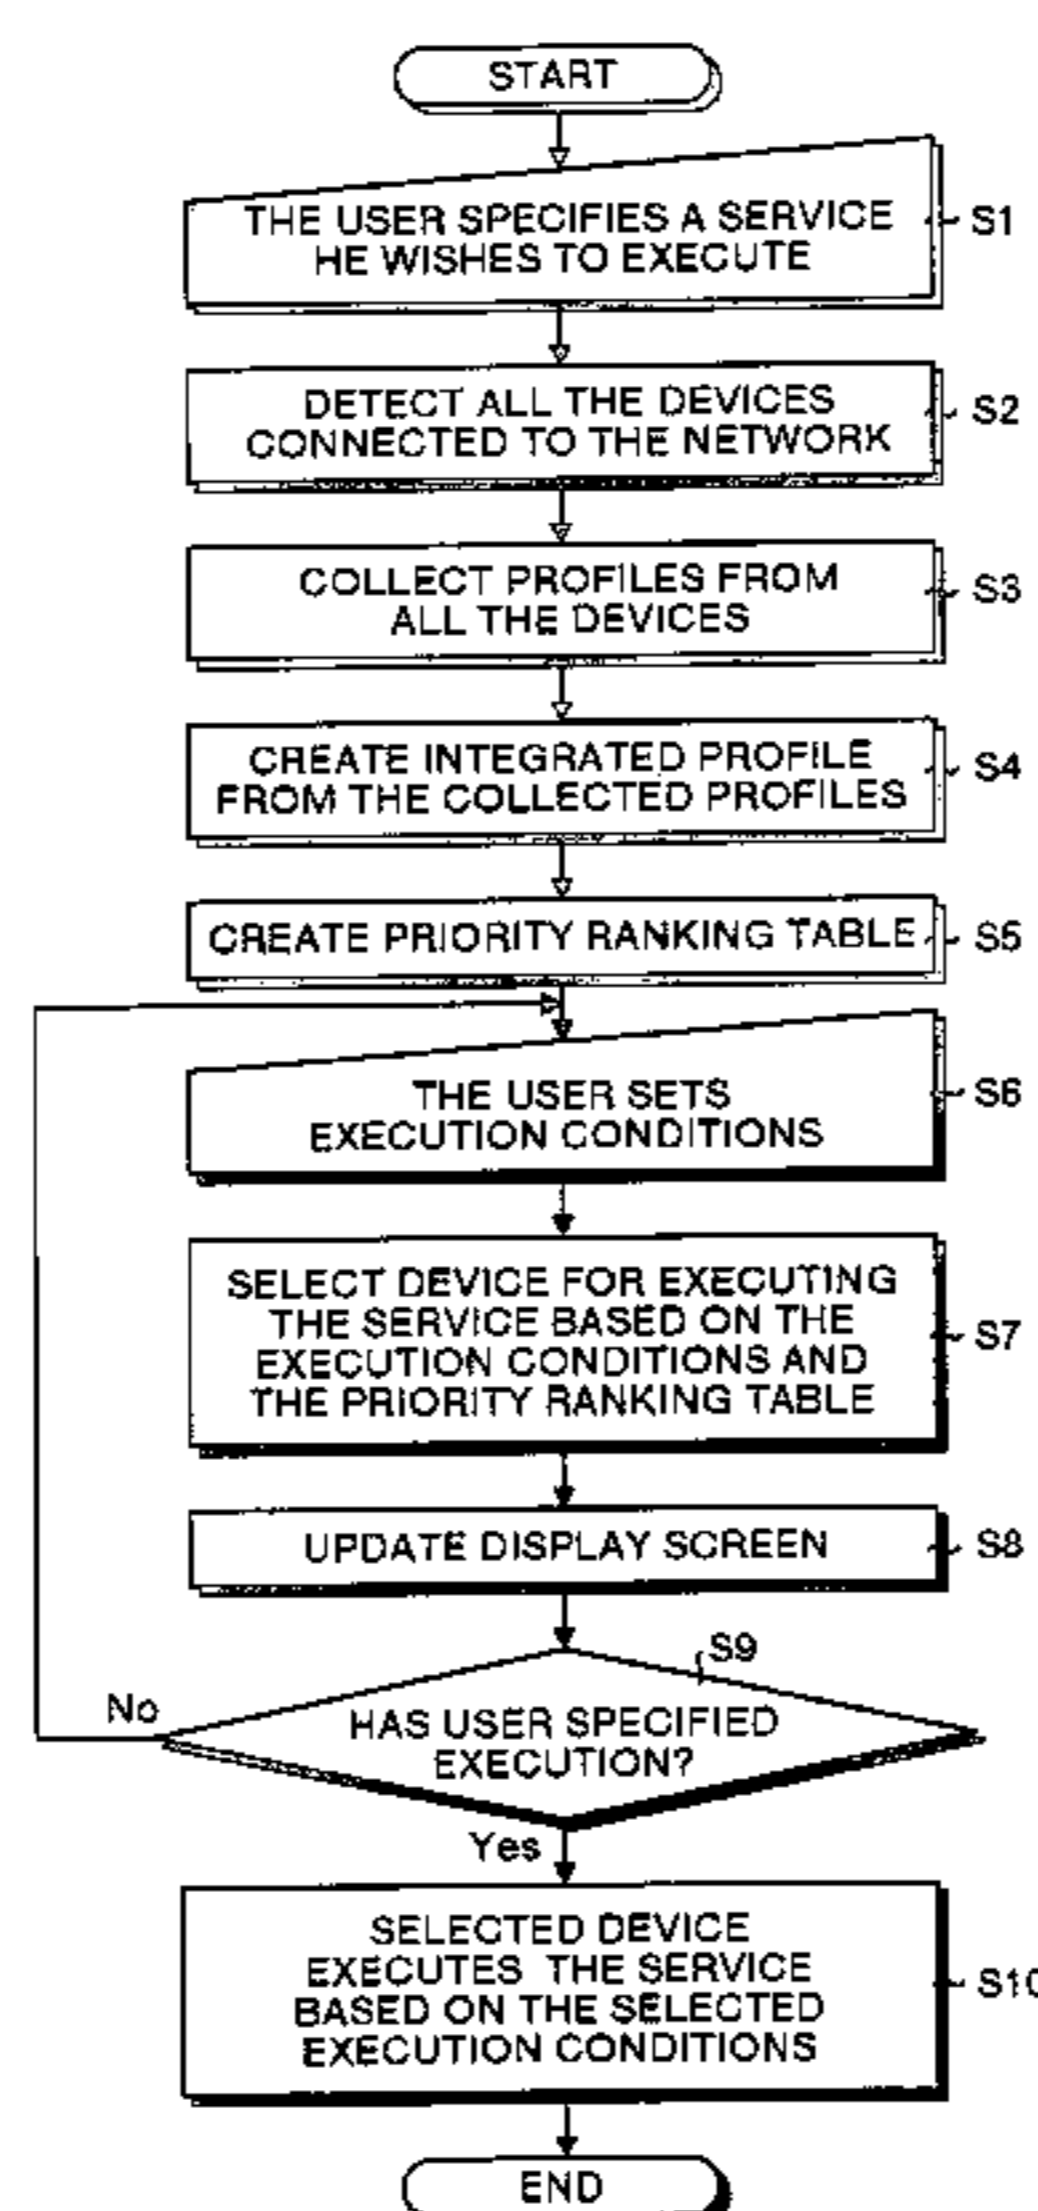 START
THE USER SPECIFIES A SERVICE
HE WISHES TO EXECUTE
S1
DETECT ALL THE DEVICES
CONNECTED TO THE NETWORK
S2
COLLECT PROFILES FROM
ALL THE DEVICES
S3
CREATE INTEGRATED PROFILE
FROM THE COLLECTED PROFILES
S4
CREATE PRIORITY RANKING TABLE
S5
THE USER SETS
EXECUTION CONDITIONS
S6
SELECT DEVICE FOR EXECUTING
THE SERVICE BASED ON THE
EXECUTION CONDITIONS AND
THE PRIORITY RANKING TABLE
S7
UPDATE DISPLAY SCREEN
S8
S9
No
HAS USER SPECIFIED
EXECUTION?
Yes
SELECTED DEVICE
EXECUTES THE SERVICE
BASED ON THE SELECTED
EXECUTION CONDITIONS
S10
END